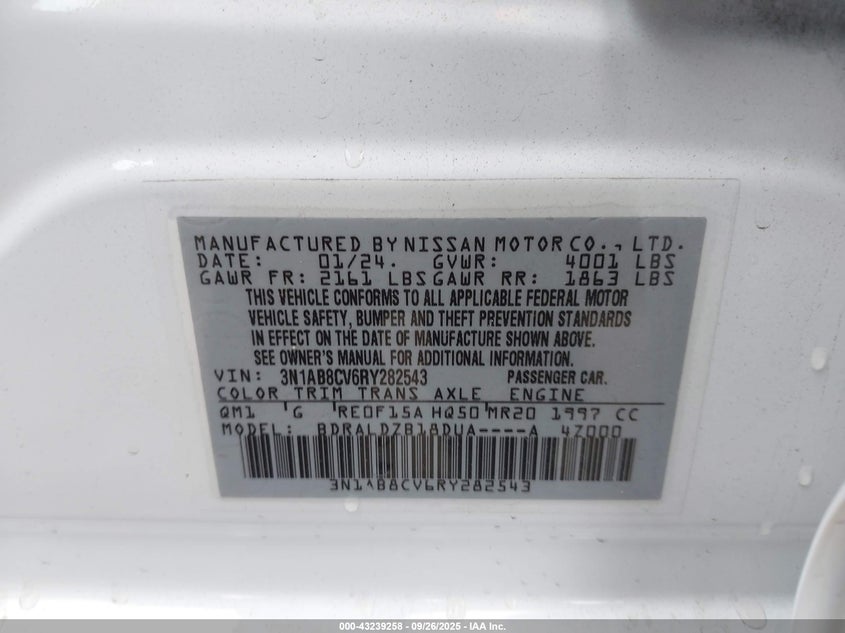 MANUFACTURED BY NISSAN MOTOR CO., LTD.
DATE: 01/24. GVWR: 4001 LBS
GAWR FR: 2161 LBS GAWR RR: 1863 LBS
THIS VEHICLE CONFORMS TO ALL APPLICABLE FEDERAL MOTOR
VEHICLE SAFETY, BUMPER AND THEFT PREVENTION STANDARDS
IN EFFECT ON THE DATE OF MANUFACTURE SHOWN ABOVE.
SEE OWNER'S MANUAL FOR ADDITIONAL INFORMATION.
VIN: 3N1AB8CV6RY282543 PASSENGER CAR.
COLOR TRIM TRANS AXLE ENGINE
QM1 G RE0F15A HQ50 MR20 1997 CC
MODEL: BDRALDZB18DUA----A 4Z000
3N1AB8CV6RY282543
000-43239258 - 09/26/2025 - IAA Inc.